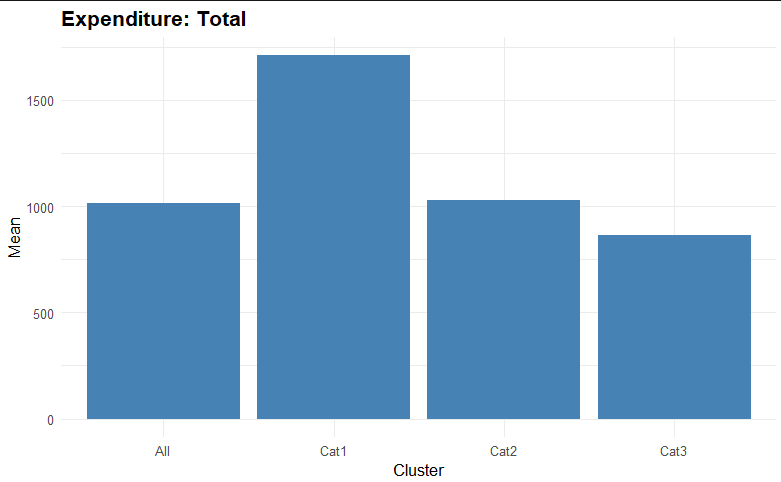 Expenditure: Total
1500
1000
500
0
Mean
All Cat1 Cat2 Cat3
Cluster